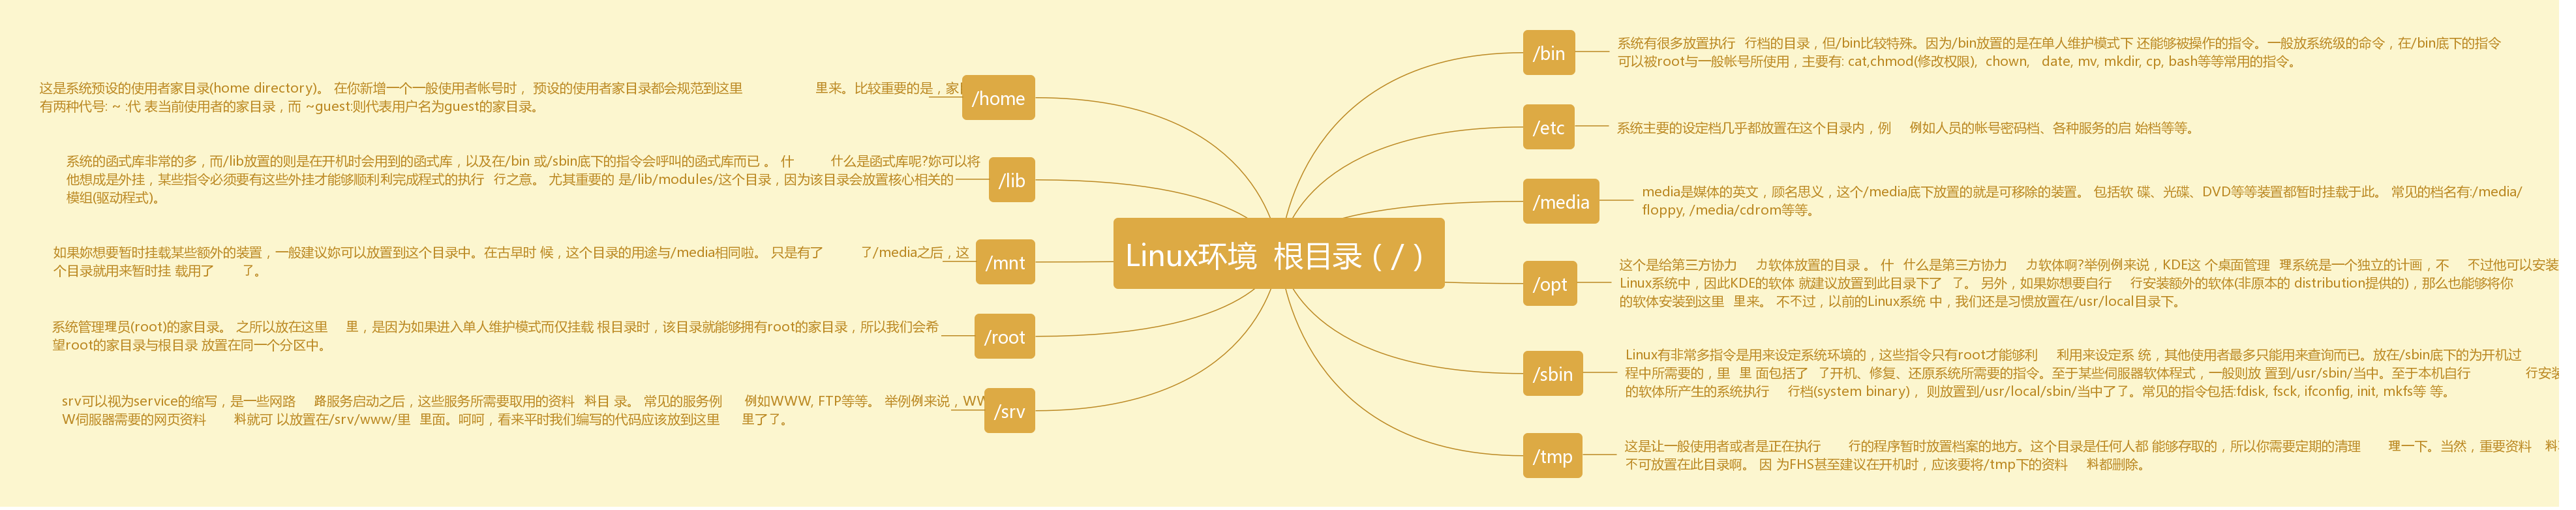 Linux环境 根目录 ( / )
/home
这是系统预设的使用者家目录(home directory)。 在你新增一个一般使用者帐号时， 预设的使用者家目录都会规范到这里 里来。比较重要的是，家
有两种代号: ~ :代 表当前使用者的家目录，而 ~guest:则代表用户名为guest的家目录。
/lib
系统的函式库非常的多，而/lib放置的则是在开机时会用到的函式库，以及在/bin 或/sbin底下的指令会呼叫的函式库而已 。 什 什么是函式库呢?妳可以将
他想成是外挂，某些指令必须要有这些外挂才能够顺利利完成程式的执行 行之意。 尤其重要的 是/lib/modules/这个目录，因为该目录会放置核心相关的
模组(驱动程式)。
/mnt
如果妳想要暂时挂载某些额外的装置，一般建议妳可以放置到这个目录中。在古早时 候，这个目录的用途与/media相同啦。 只是有了 了/media之后，这
个目录就用来暂时挂 载用了 了。
/root
系统管理理员(root)的家目录。 之所以放在这里 里，是因为如果进入单人维护模式而仅挂载 根目录时，该目录就能够拥有root的家目录，所以我们会希
望root的家目录与根目录 放置在同一个分区中。
/srv
srv可以视为service的缩写，是一些网路 路服务启动之后，这些服务所需要取用的资料 料目 录。 常见的服务例 例如WWW, FTP等等。 举例例来说，WW
W伺服器需要的网页资料 料就可 以放置在/srv/www/里 里面。呵呵，看来平时我们编写的代码应该放到这里 里了了。
/bin
系统有很多放置执行 行档的目录，但/bin比较特殊。因为/bin放置的是在单人维护模式下 还能够被操作的指令。一般放系统级的命令，在/bin底下的指令
可以被root与一般帐号所使用，主要有: cat,chmod(修改权限), chown, date, mv, mkdir, cp, bash等等常用的指令。
/etc
系统主要的设定档几乎都放置在这个目录内，例 例如人员的帐号密码档、各种服务的启 始档等等。
/media
media是媒体的英文，顾名思义，这个/media底下放置的就是可移除的装置。 包括软 碟、光碟、DVD等等装置都暂时挂载于此。 常见的档名有:/media/
floppy, /media/cdrom等等。
/opt
这个是给第三方协力 力软体放置的目录 。 什 什么是第三方协力 力软体啊?举例例来说，KDE这 个桌面管理 理系统是一个独立的计画，不 不过他可以安装
Linux系统中，因此KDE的软体 就建议放置到此目录下了 了。 另外，如果妳想要自行 行安装额外的软体(非原本的 distribution提供的)，那么也能够将你
的软体安装到这里 里来。 不不过，以前的Linux系统 中，我们还是习惯放置在/usr/local目录下。
/sbin
Linux有非常多指令是用来设定系统环境的，这些指令只有root才能够利 利用来设定系 统，其他使用者最多只能用来查询而已。放在/sbin底下的为开机过
程中所需要的，里 里 面包括了 了开机、修复、还原系统所需要的指令。至于某些伺服器软体程式，一般则放 置到/usr/sbin/当中。至于本机自行 行安装
的软体所产生的系统执行 行档(system binary)， 则放置到/usr/local/sbin/当中了了。常见的指令包括:fdisk, fsck, ifconfig, init, mkfs等 等。
/tmp
这是让一般使用者或者是正在执行 行的程序暂时放置档案的地方。这个目录是任何人都 能够存取的，所以你需要定期的清理 理一下。当然，重要资料 料
不可放置在此目录啊。 因 为FHS甚至建议在开机时，应该要将/tmp下的资料 料都删除。